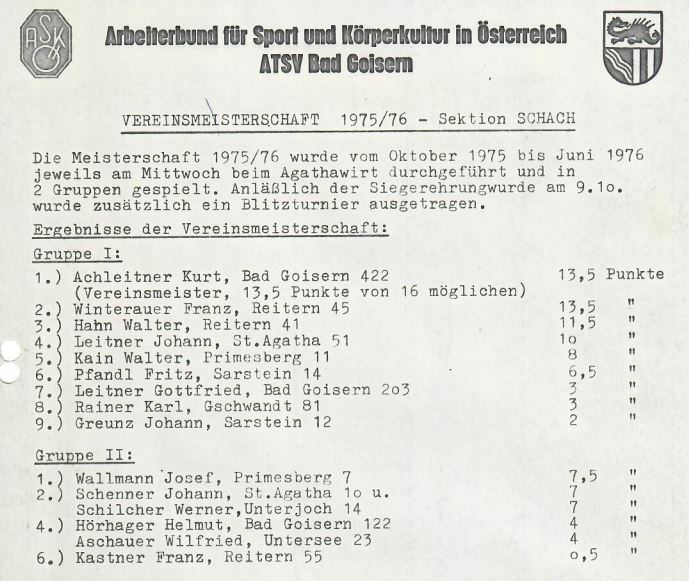 ASKÖ
Arbeiterbund für Sport und Körperkultur in Österreich
ATSV Bad Goisern
VEREINSMEISTERSCHAFT 1975/76 - Sektion SCHACH
Die Meisterschaft 1975/76 wurde vom Oktober 1975 bis Juni 1976
jeweils am Mittwoch beim Agathawirt durchgeführt und in
2 Gruppen gespielt. Anläßlich der Siegerehrungwurde am 9.1o.
wurde zusätzlich ein Blitzturnier ausgetragen.
Ergebnisse der Vereinsmeisterschaft:
Gruppe I:
1.) Achleitner Kurt, Bad Goisern 422 13,5 Punkte
(Vereinsmeister, 13,5 Punkte von 16 möglichen)
2.) Winterauer Franz, Reitern 45 13,5 "
3.) Hahn Walter, Reitern 41 11,5 "
4.) Leitner Johann, St.Agatha 51 1o "
5.) Kain Walter, Primesberg 11 8 "
6.) Pfandl Fritz, Sarstein 14 6,5 "
7.) Leitner Gottfried, Bad Goisern 2o3 3 "
8.) Rainer Karl, Gschwandt 81 3 "
9.) Greunz Johann, Sarstein 12 2 "
Gruppe II:
1.) Wallmann Josef, Primesberg 7 7,5 "
2.) Schenner Johann, St.Agatha 1o u. 7 "
Schilcher Werner,Unterjoch 14 7 "
4.) Hörhager Helmut, Bad Goisern 122 4 "
Aschauer Wilfried, Untersee 23 4 "
6.) Kastner Franz, Reitern 55 o,5 "